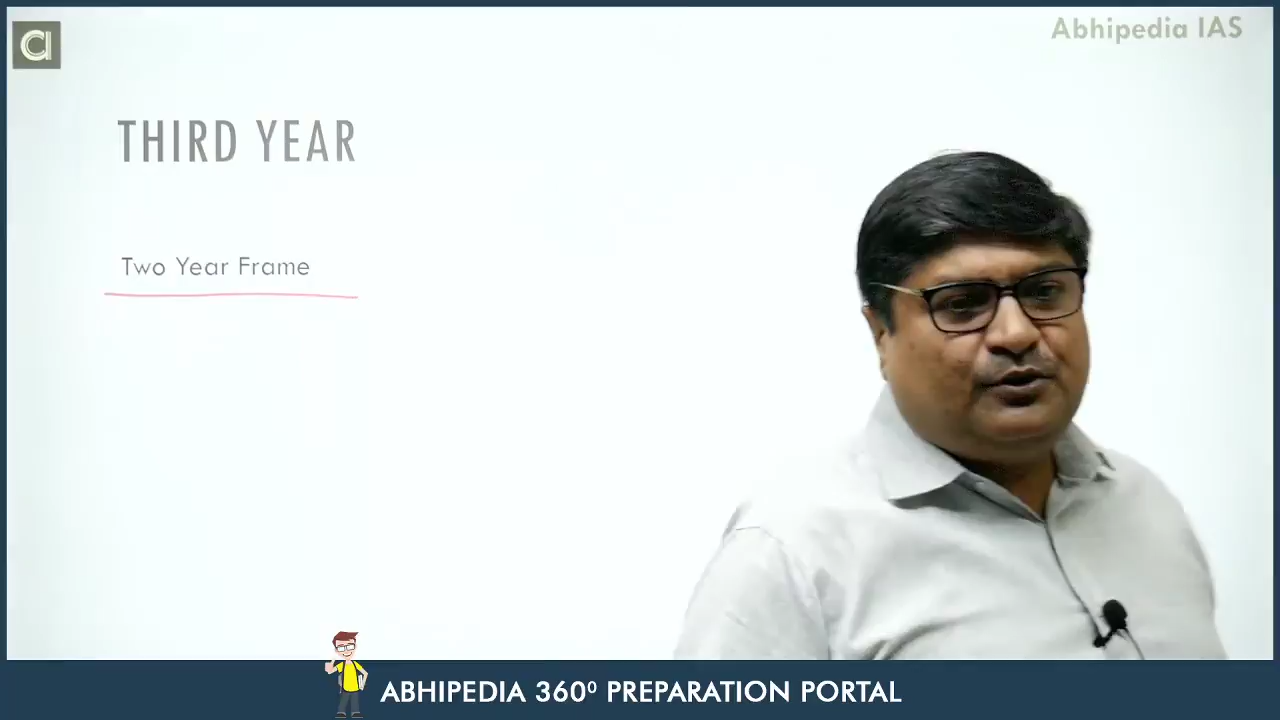 Abhipedia IAS
THIRD YEAR
Two Year Frame
ABHIPEDIA 360⁰ PREPARATION PORTAL